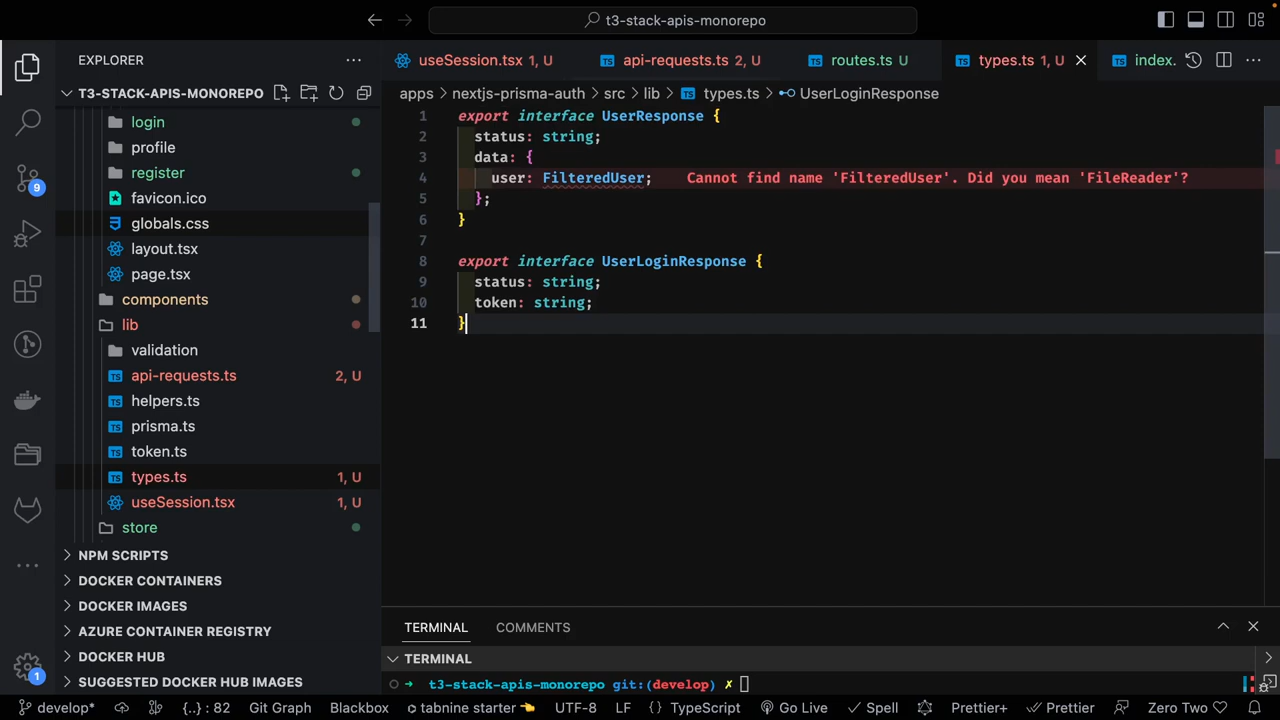 t3-stack-apis-monorepo
EXPLORER
T3-STACK-APIS-MONOREPO
login
profile
register
favicon.ico
globals.css
layout.tsx
page.tsx
components
lib
validation
api-requests.ts 2, U
helpers.ts
prisma.ts
token.ts
types.ts 1, U
useSession.tsx 1, U
store
NPM SCRIPTS
DOCKER CONTAINERS
DOCKER IMAGES
AZURE CONTAINER REGISTRY
DOCKER HUB
SUGGESTED DOCKER HUB IMAGES
9
1
useSession.tsx 1, U api-requests.ts 2, U routes.ts U types.ts 1, U index.
apps > nextjs-prisma-auth > src > lib > types.ts > UserLoginResponse
1 export interface UserResponse {
2 status: string;
3 data: {
4 user: FilteredUser; Cannot find name 'FilteredUser'. Did you mean 'FileReader'?
5 };
6 }
7
8 export interface UserLoginResponse {
9 status: string;
10 token: string;
11 }
TERMINAL COMMENTS
TERMINAL
t3-stack-apis-monorepo git:(develop) ✗
develop* {..} : 82 Git Graph Blackbox tabnine starter 👈 UTF-8 LF TypeScript Go Live Spell Prettier+ Prettier Zero Two